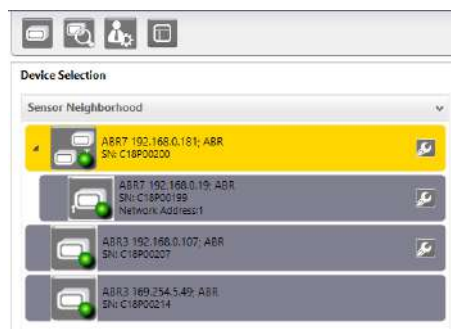 Device Selection
Sensor Neighborhood
ABR7 192.168.0.181; ABR
SN: C18P00200
ABR7 192.168.0.19; ABR
SN: C18P00199
Network Address:1
ABR3 192.168.0.107; ABR
SN: C18P00207
ABR3 169.254.5.49; ABR
SN: C18P00214